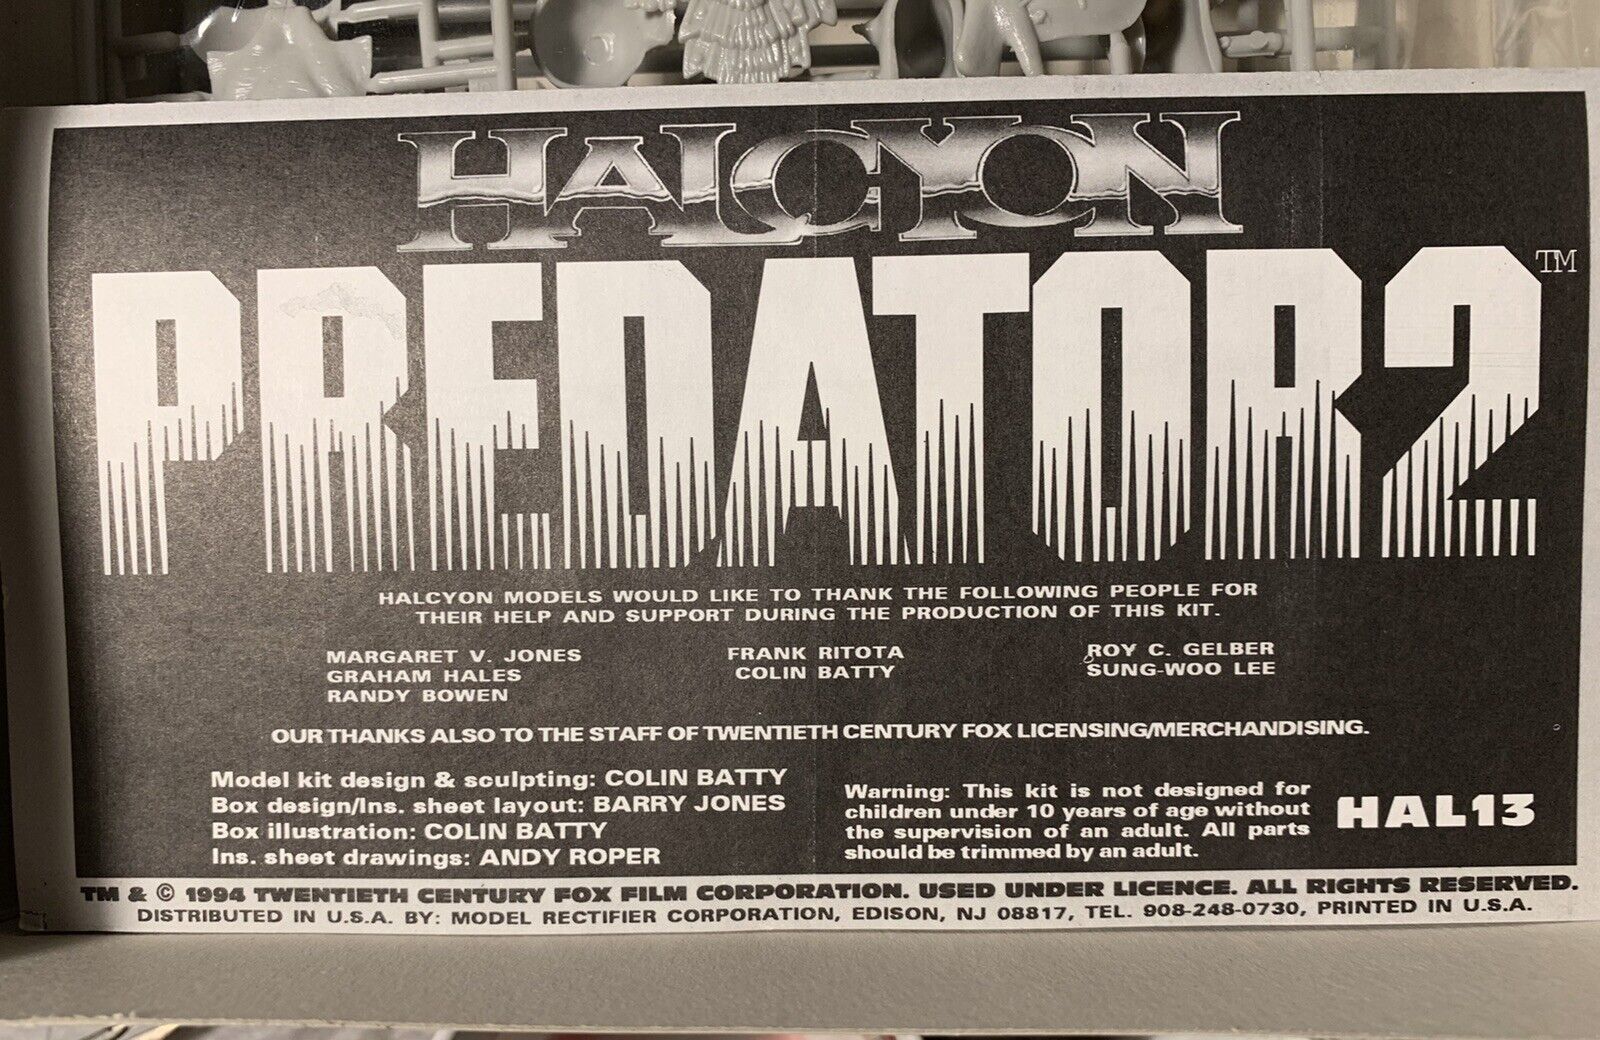 HALCYON
PREDATOR 2 ™
HALCYON MODELS WOULD LIKE TO THANK THE FOLLOWING PEOPLE FOR
THEIR HELP AND SUPPORT DURING THE PRODUCTION OF THIS KIT.
MARGARET V. JONES
GRAHAM HALES
RANDY BOWEN
FRANK RITOTA
COLIN BATTY
ROY C. GELBER
SUNG-WOO LEE
OUR THANKS ALSO TO THE STAFF OF TWENTIETH CENTURY FOX LICENSING/MERCHANDISING.
Model kit design & sculpting: COLIN BATTY
Box design/Ins. sheet layout: BARRY JONES
Box illustration: COLIN BATTY
Ins. sheet drawings: ANDY ROPER
Warning: This kit is not designed for
children under 10 years of age without
the supervision of an adult. All parts
should be trimmed by an adult.
HAL13
TM & © 1994 TWENTIETH CENTURY FOX FILM CORPORATION. USED UNDER LICENCE. ALL RIGHTS RESERVED.
DISTRIBUTED IN U.S.A. BY: MODEL RECTIFIER CORPORATION, EDISON, NJ 08817, TEL. 908-248-0730, PRINTED IN U.S.A.